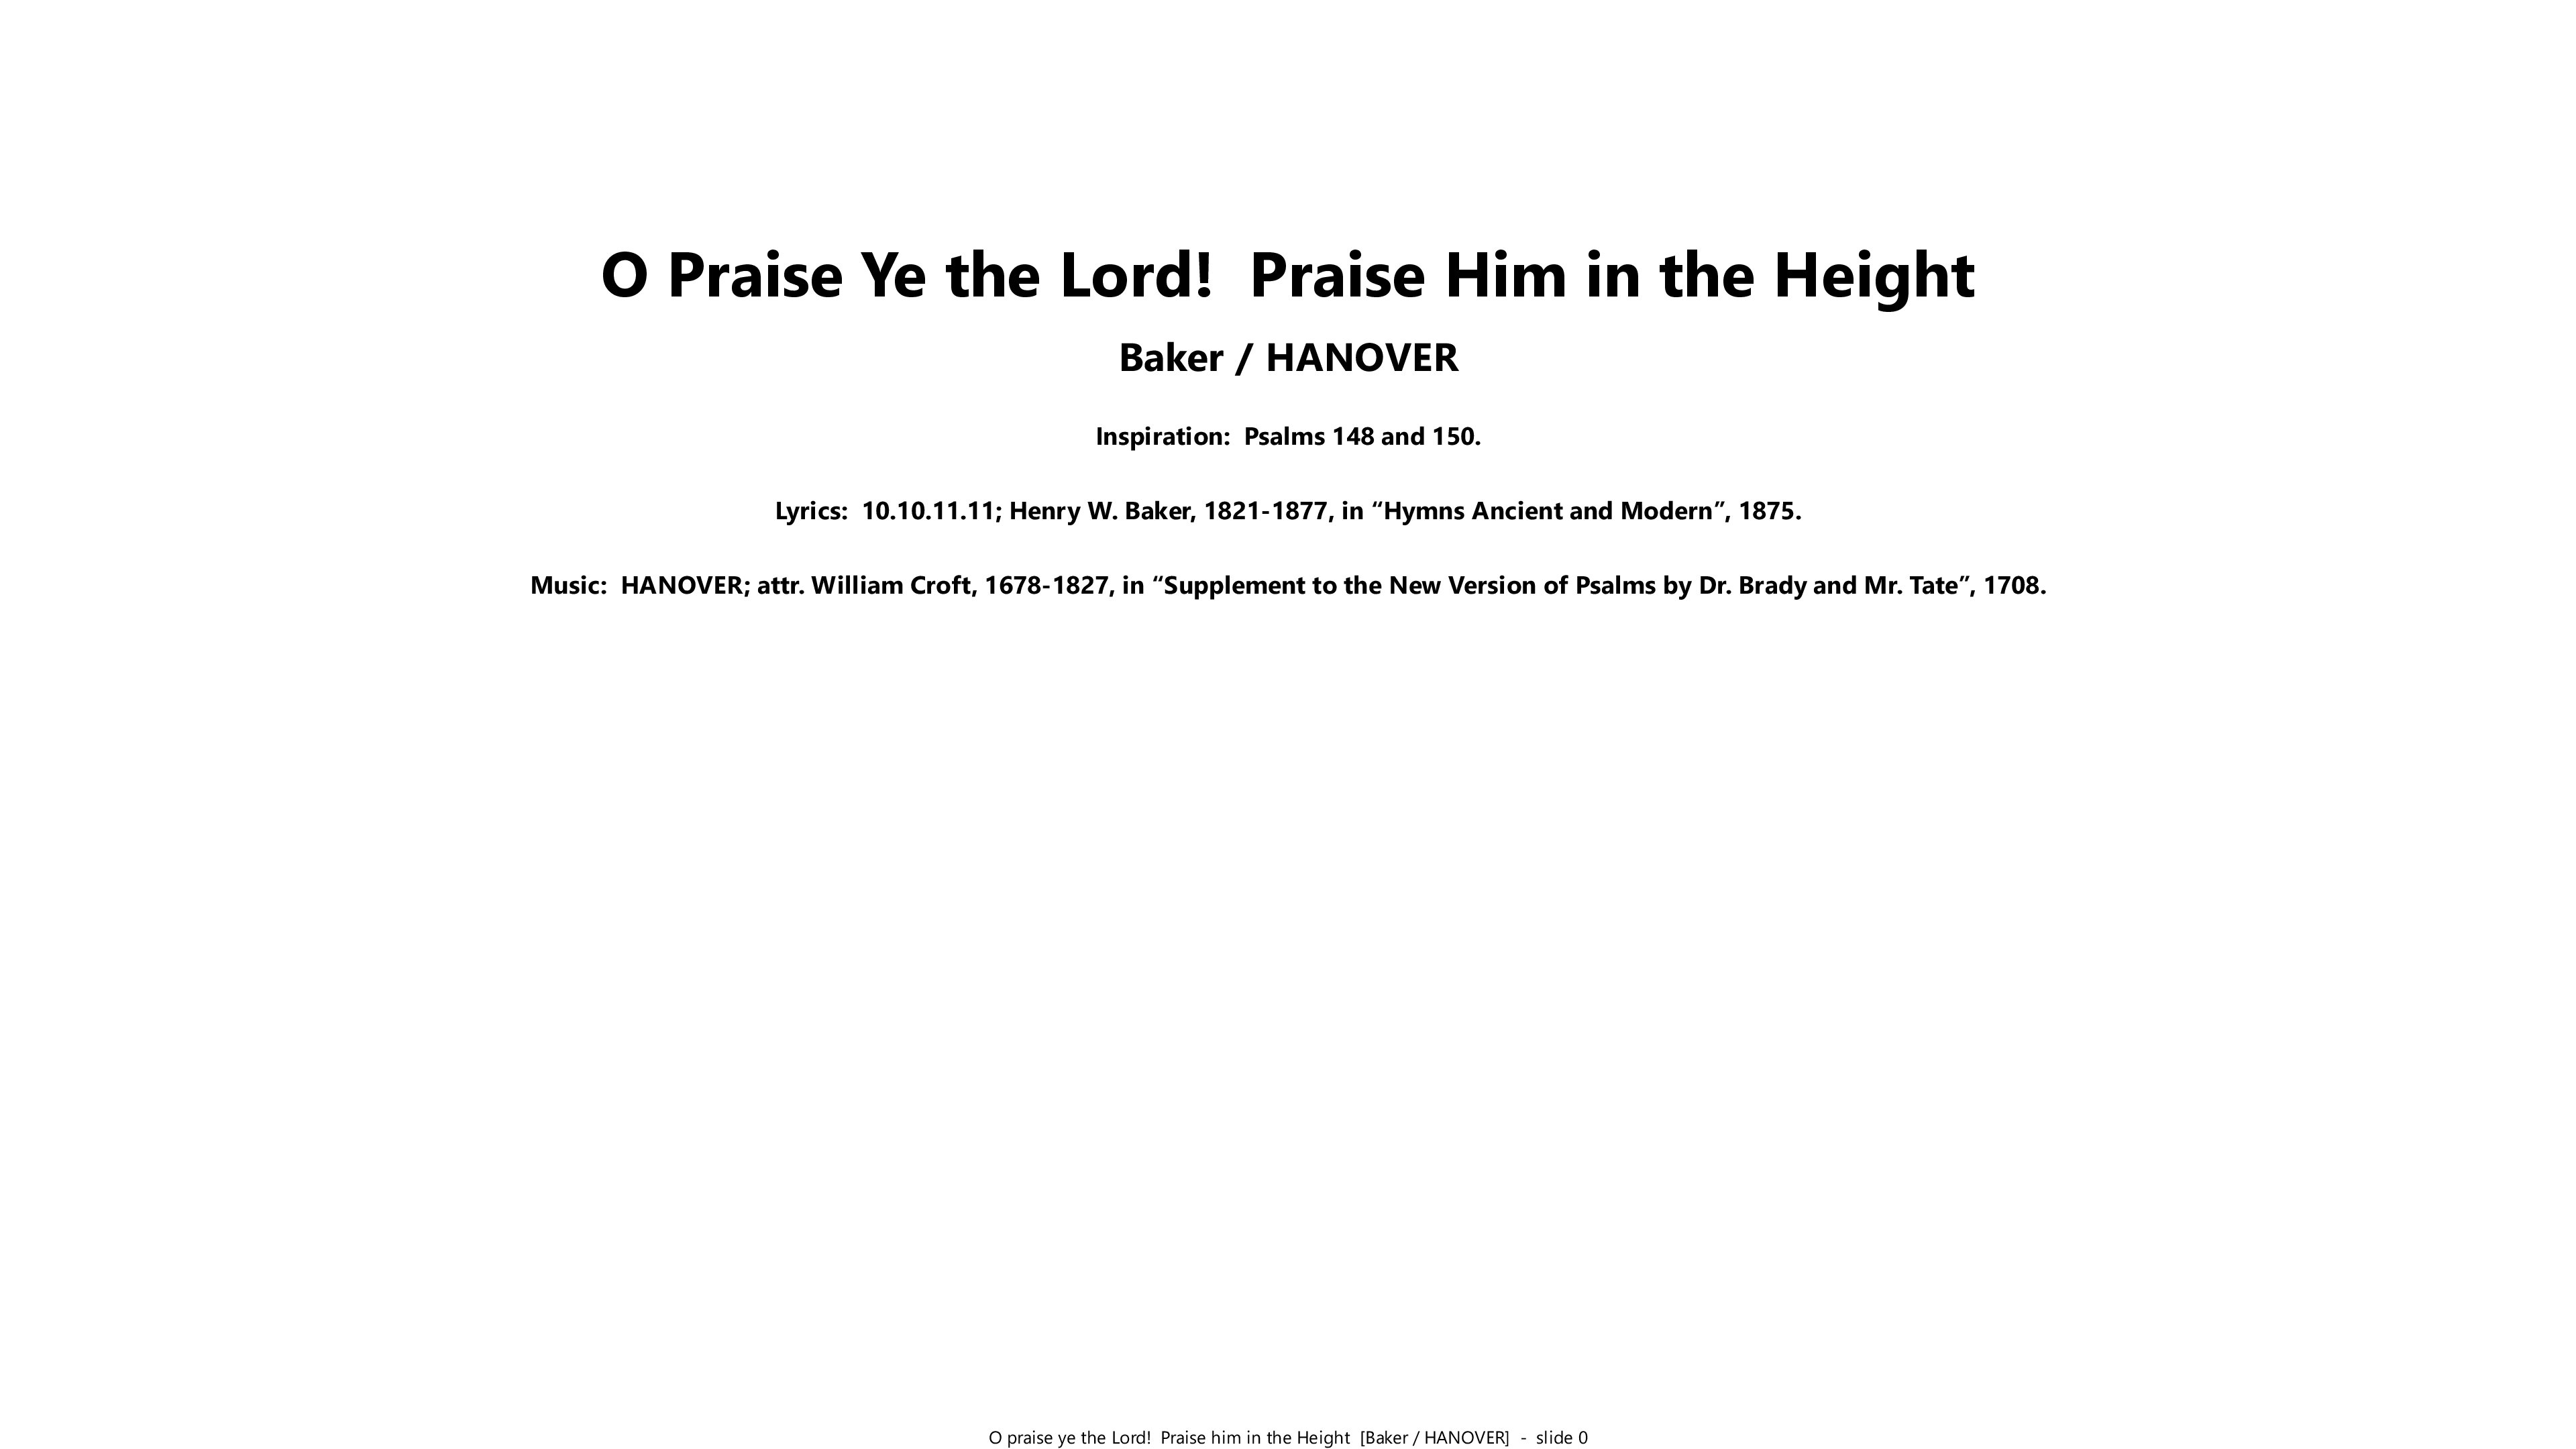 O Praise Ye the Lord!  Praise Him in the Height
Baker / HANOVER
Inspiration:  Psalms 148 and 150.
Lyrics:  10.10.11.11; Henry W. Baker, 1821-1877, in “Hymns Ancient and Modern”, 1875.
Music:  HANOVER; attr. William Croft, 1678-1827, in “Supplement to the New Version of Psalms by Dr. Brady and Mr. Tate”, 1708.
O praise ye the Lord!  Praise him in the Height  [Baker / HANOVER]  -  slide 0